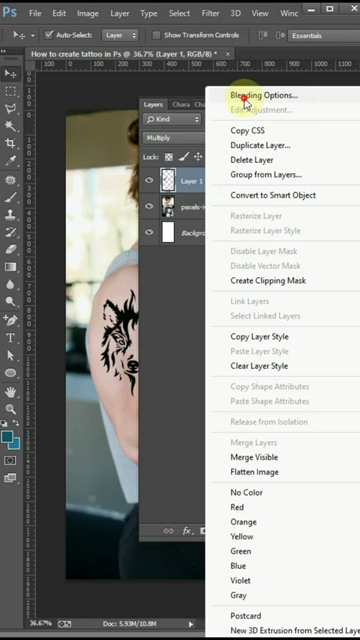 Ps File Edit Image Layer Type Select Filter 3D View Winc
Auto-Select: Group Show Transform Controls Essentials
How to create tattoo in Ps @ 36.7% (Layer 1, RGB/8) *
Layers Chara Cha
Kind
Multiply
Lock:
Layer 1
pexels-
Backgro
Blending Options...
Edit Adjustment...
Copy CSS
Duplicate Layer...
Delete Layer
Group from Layers...
Convert to Smart Object
Rasterize Layer
Rasterize Layer Style
Disable Layer Mask
Disable Vector Mask
Create Clipping Mask
Link Layers
Select Linked Layers
Copy Layer Style
Paste Layer Style
Clear Layer Style
Copy Shape Attributes
Paste Shape Attributes
Release from Isolation
Merge Layers
Merge Visible
Flatten Image
No Color
Red
Orange
Yellow
Green
Blue
Violet
Gray
Postcard
New 3D Extrusion from Selected Laye
36.67% Doc: 5.93M/10.8M